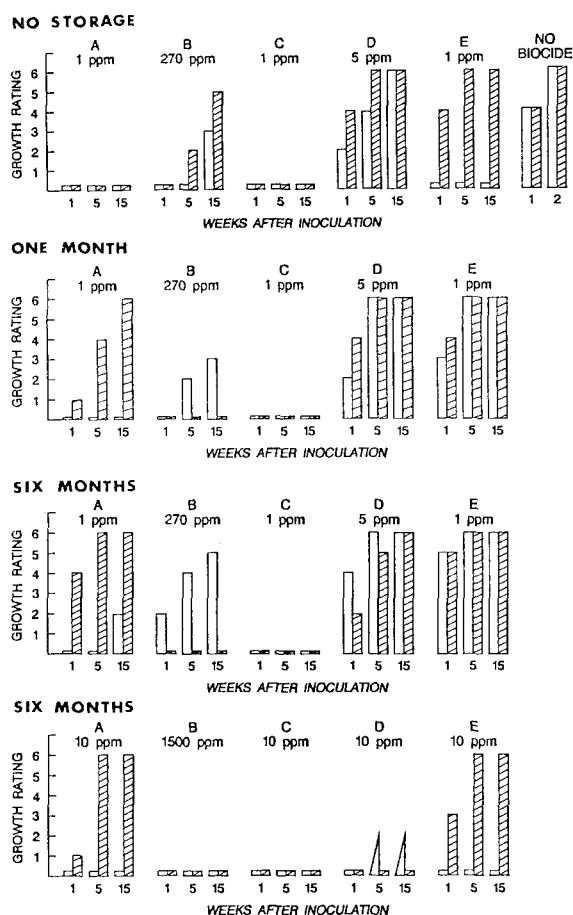 NO STORAGE
A B C D E NO BIOCIDE
1 ppm 270 ppm 1 ppm 5 ppm 1 ppm
GROWTH RATING
6
5
4
3
2
1
1 5 15 1 5 15 1 5 15 1 5 15 1 5 15 1 2
WEEKS AFTER INOCULATION
ONE MONTH
A B C D E
1 ppm 270 ppm 1 ppm 5 ppm 1 ppm
GROWTH RATING
6
5
4
3
2
1
1 5 15 1 5 15 1 5 15 1 5 15 1 5 15
WEEKS AFTER INOCULATION
SIX MONTHS
A B C D E
1 ppm 270 ppm 1 ppm 5 ppm 1 ppm
GROWTH RATING
6
5
4
3
2
1
1 5 15 1 5 15 1 5 15 1 5 15 1 5 15
WEEKS AFTER INOCULATION
SIX MONTHS
A B C D E
10 ppm 1500 ppm 10 ppm 10 ppm 10 ppm
GROWTH RATING
6
5
4
3
2
1
1 5 15 1 5 15 1 5 15 1 5 15 1 5 15
WEEKS AFTER INOCULATION